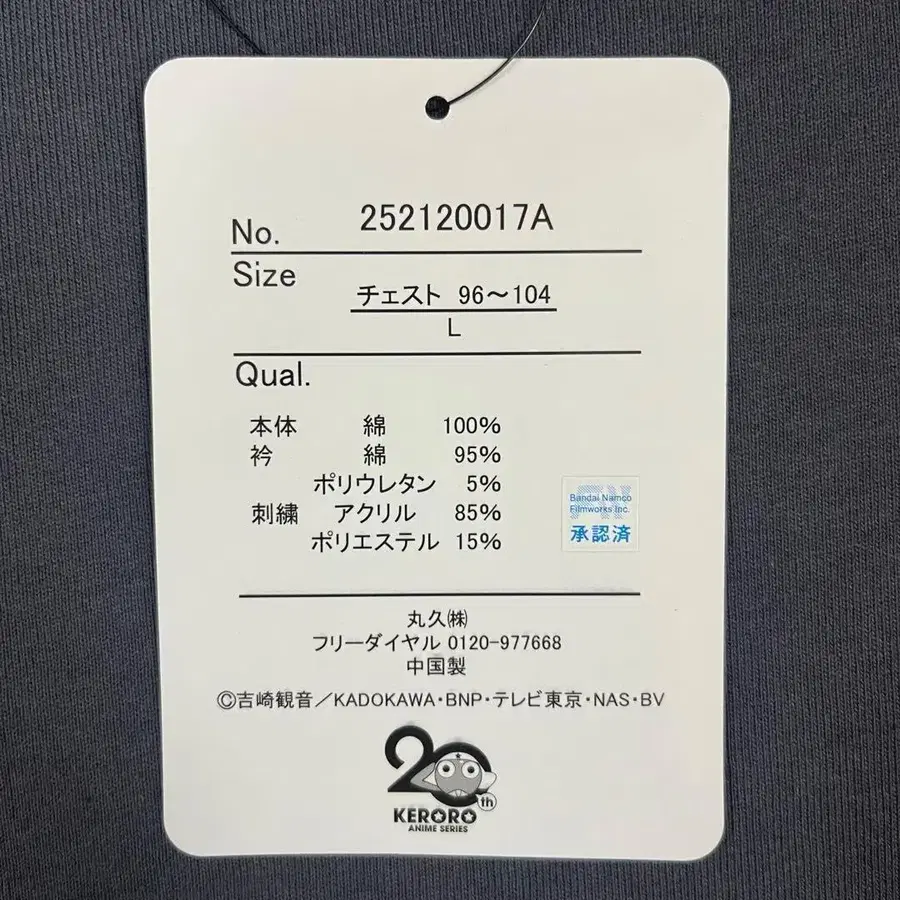 No. 252120017A
Size
チェスト 96～104
L
Qual.
本体 綿 100%
衿 綿 95%
ポリウレタン 5%
刺繍 アクリル 85%
ポリエステル 15%
Bandai Namco
Filmworks Inc.
承認済
丸久㈱
フリーダイヤル 0120-977668
中国製
©吉崎観音／KADOKAWA・BNP・テレビ東京・NAS・BV
20th
KERORO
ANIME SERIES